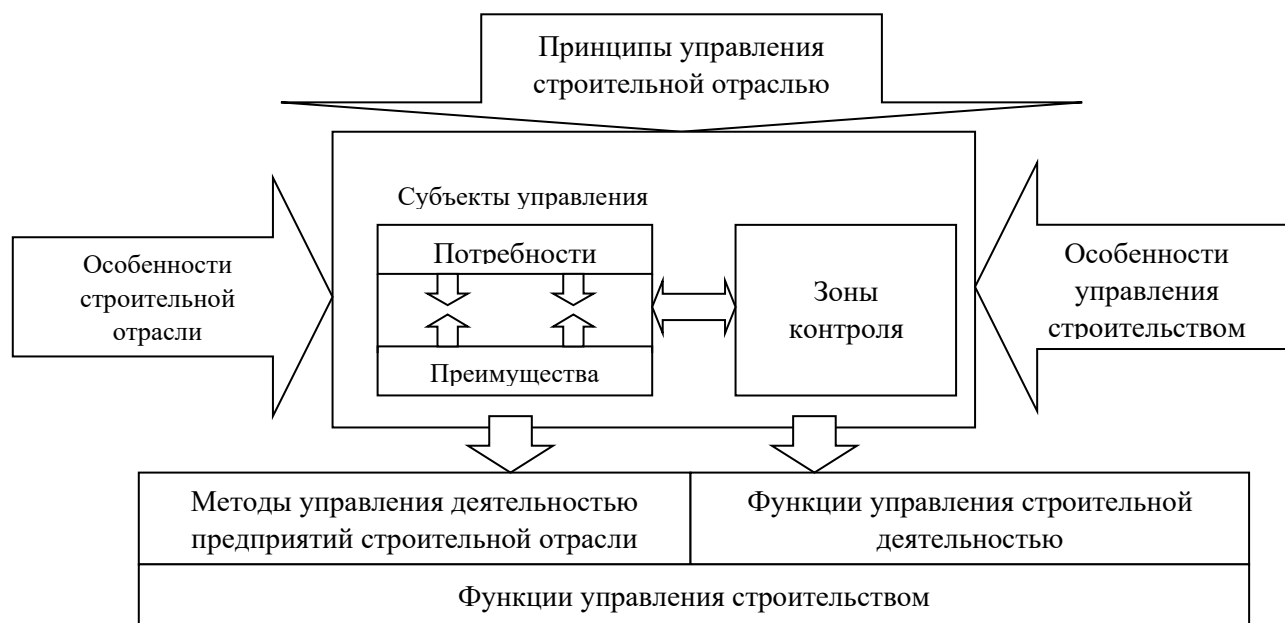 Принципы управления
строительной отраслью
Субъекты управления
Потребности
Преимущества
Зоны
контроля
Особенности
строительной
отрасли
Особенности
управления
строительством
Методы управления деятельностью
предприятий строительной отрасли
Функции управления строительной
деятельностью
Функции управления строительством